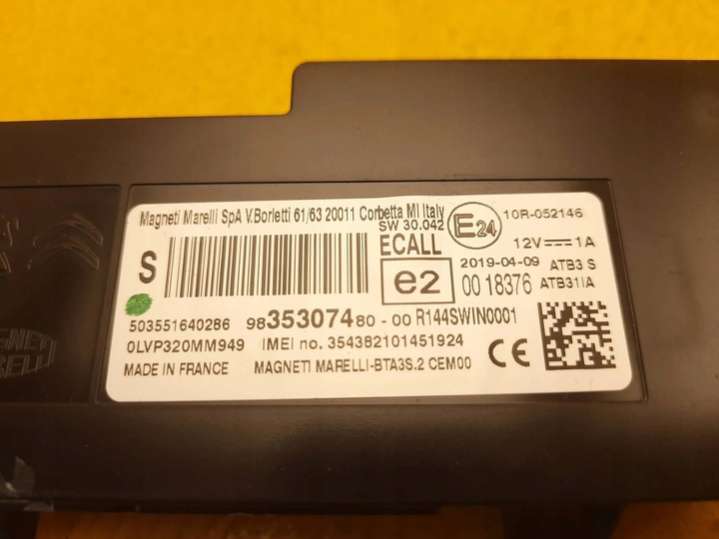 Magneti Marelli SpA V.Borletti 61/63 20011 Corbetta MI Italy
SW 30.042
E24
10R-052146
12V 1A
S
ECALL
e2
2019-04-09 ATB3 S
00 18376 ATB31IA
503551640286 9835307480-00 R144SWIN0001
0LVP320MM949 IMEI no. 354382101451924
MADE IN FRANCE MAGNETI MARELLI-BTA3S.2 CEM00
CE